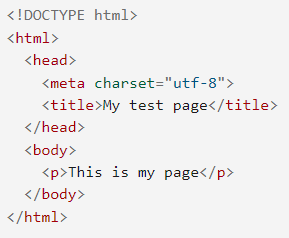 <!DOCTYPE html>
<html>
  <head>
    <meta charset="utf-8">
    <title>My test page</title>
  </head>
  <body>
    <p>This is my page</p>
  </body>
</html>